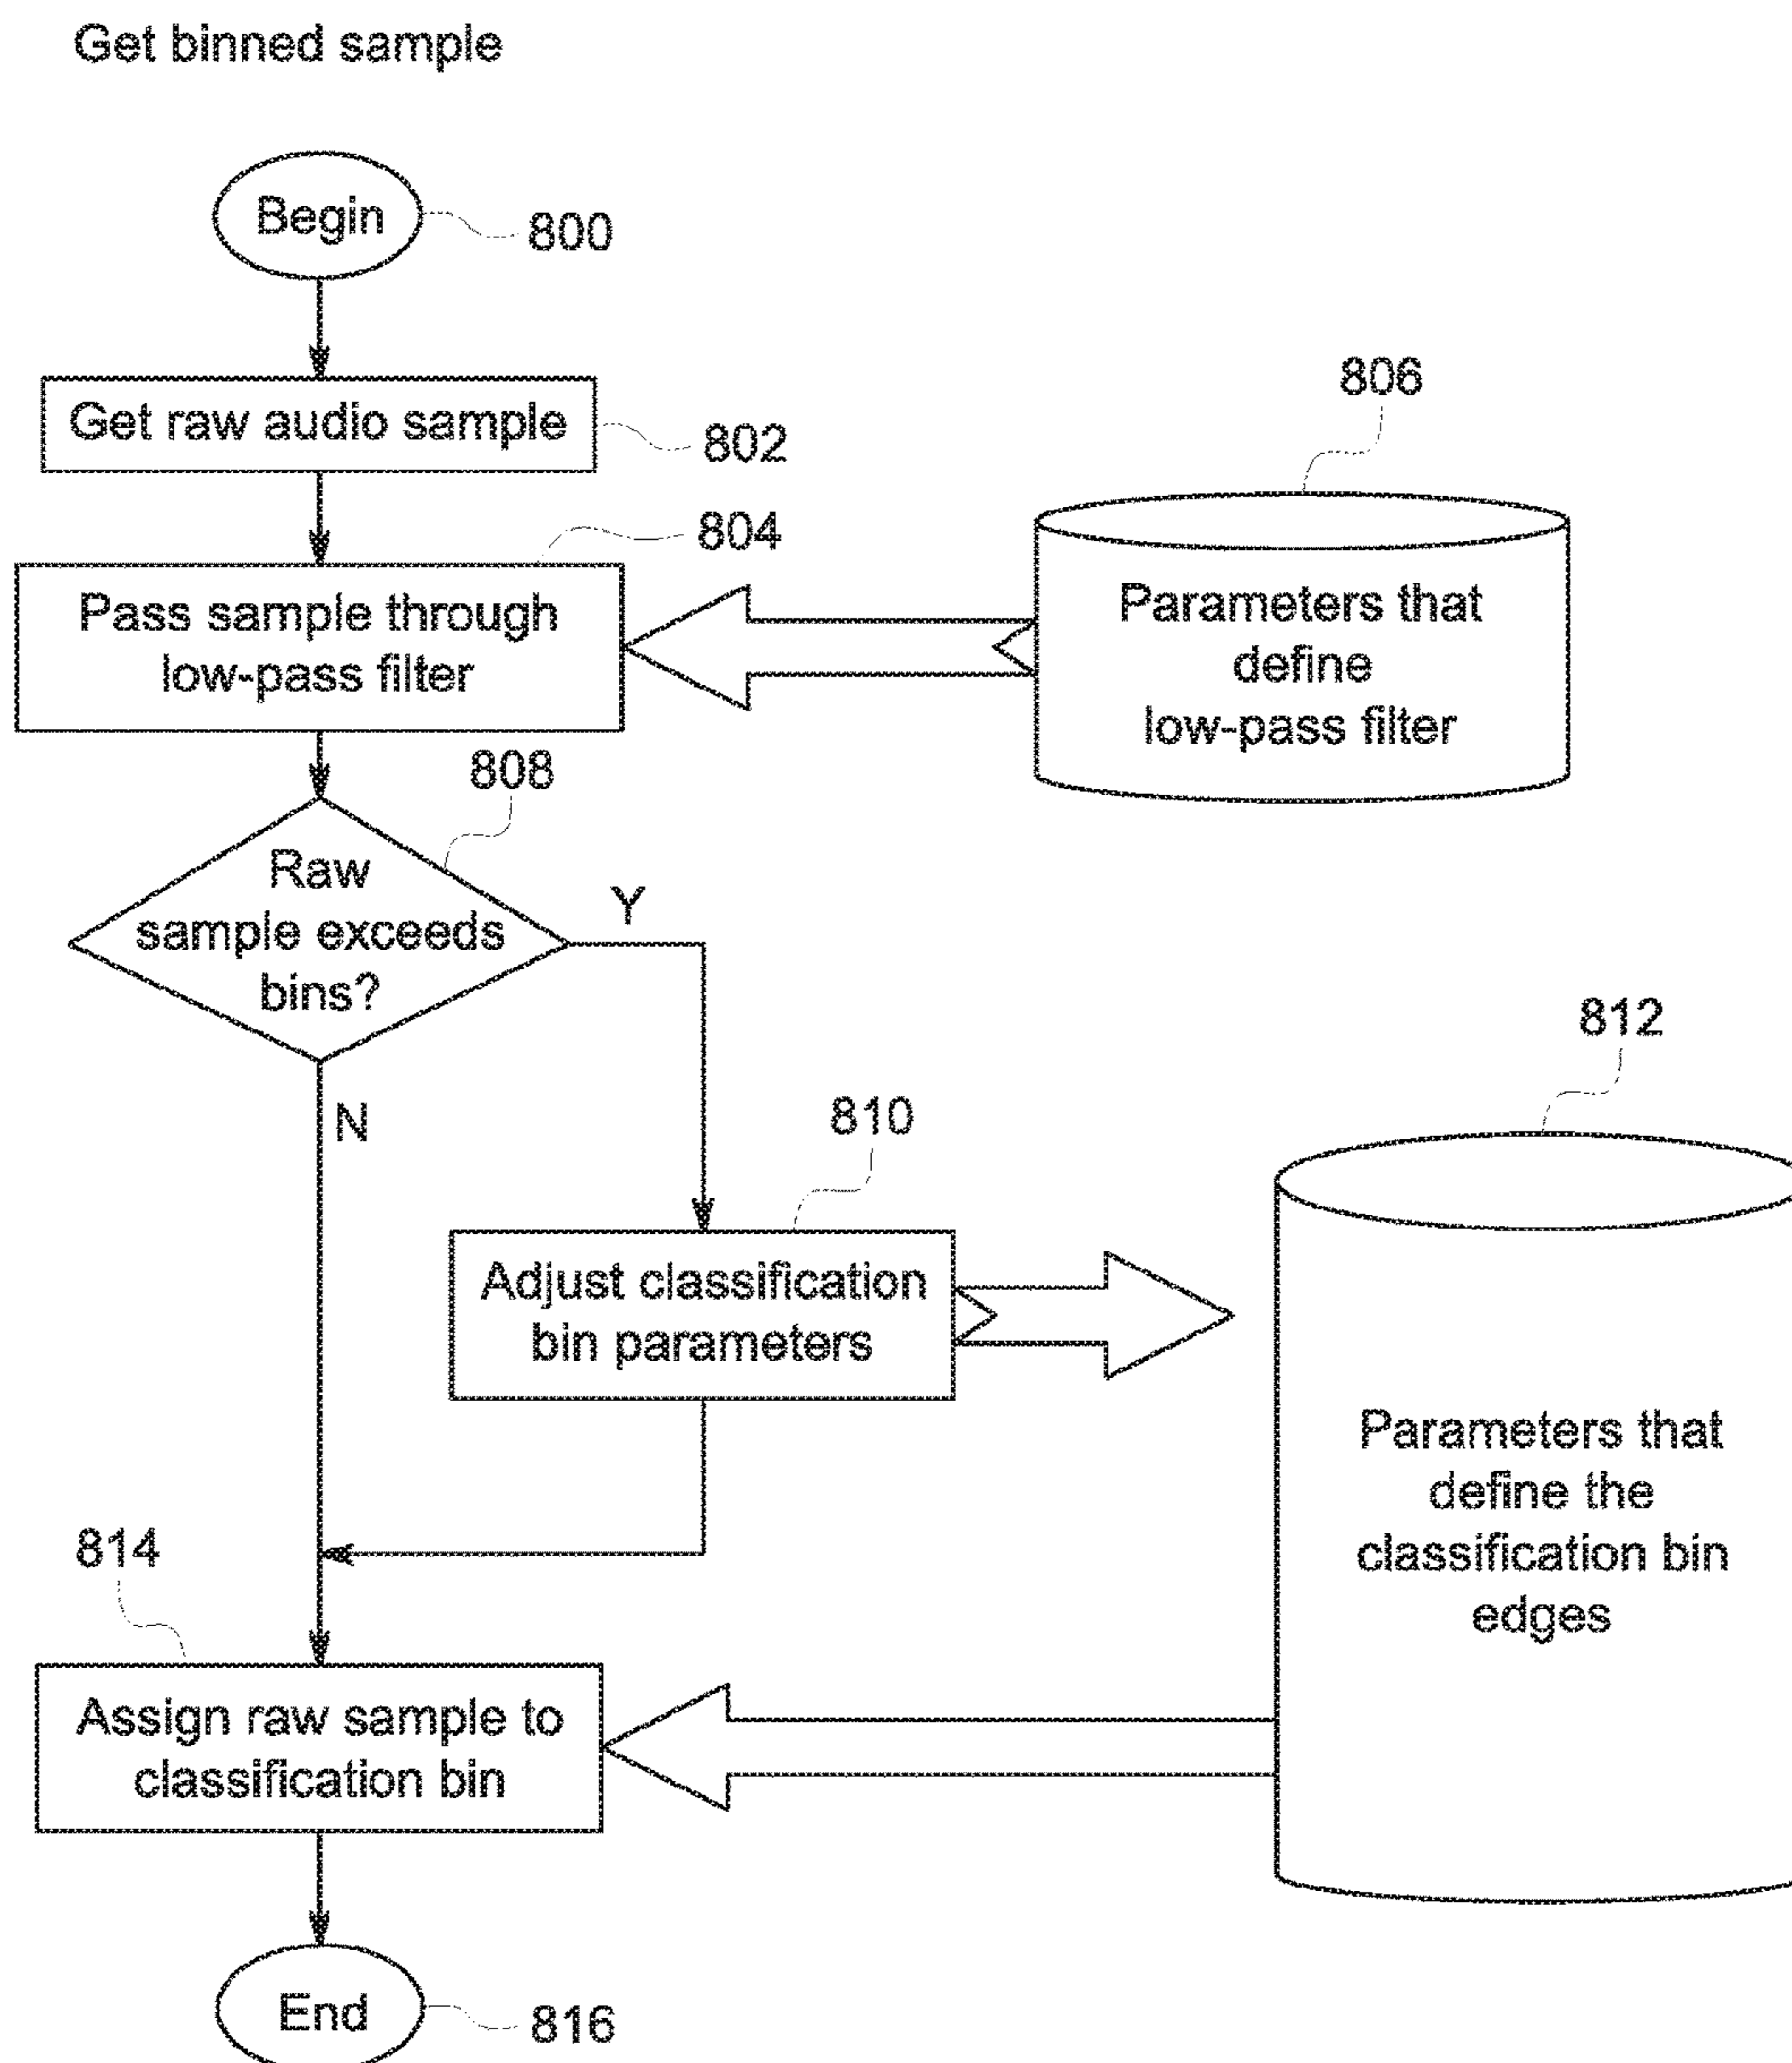 Get binned sample
Begin
800
Get raw audio sample
802
804
Pass sample through
low-pass filter
806
Parameters that
define
low-pass filter
808
Raw
sample exceeds
bins?
Y
N
810
Adjust classification
bin parameters
812
Parameters that
define the
classification bin
edges
814
Assign raw sample to
classification bin
End
816